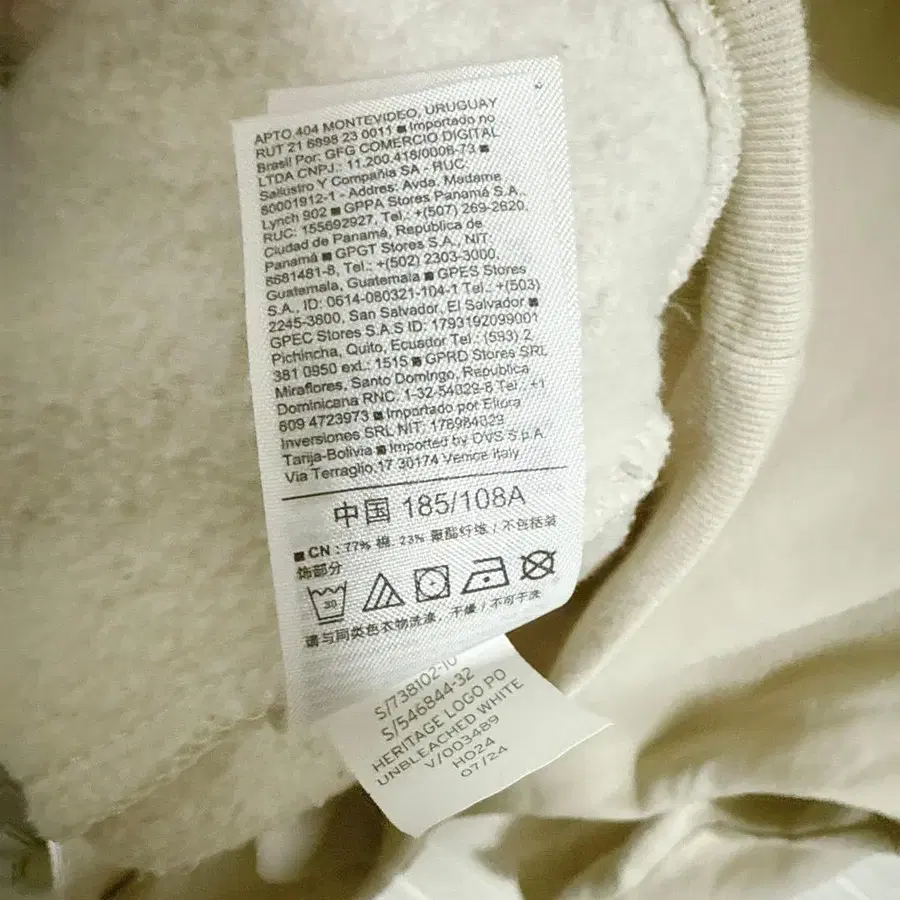 APTO 404 MONTEVIDEO, URUGUAY
RUT 21 6898 23 0011 ■ Importado no
Brasil Por: GFG COMERCIO DIGITAL
LTDA CNPJ.: 11.200.418/0006-73 ■
Sallustro Y Compañia SA - RUC:
80001912-1 - Addres: Avda. Madame
Lynch 902 ■ GPPA Stores Panamá S.A.,
RUC: 155692927, Tel.: +(507) 269-2620,
Ciudad de Panamá, República de
Panamá ■ GPGT Stores S.A., NIT.
8681481-8, Tel.: +(502) 2303-3000,
Guatemala, Guatemala ■ GPES Stores
S.A., ID: 0614-080321-104-1 Tel.: +(503)
2245-3800, San Salvador, El Salvador ■
GPEC Stores S.A.S ID: 1793192099001
Pichincha, Quito, Ecuador Tel.: (593) 2
381 0950 ext.: 1515 ■ GPRD Stores SRL
Miraflores, Santo Domingo, Republica
Dominicana RNC: 1-32-54029-8 Tel.: +1
809 4723973 ■ Importado por Eliora
Inversiones SRL NIT: 178984029
Tarija-Bolivia ■ Imported by OVS S.p.A.
Via Terraglio,17 30174 Venice Italy
中国 185/108A
■ CN : 77% 棉, 23% 聚酯纤维 / 不包括装
饰部分
30
请与同类色衣物洗涤, 不燥 / 不可干洗
S/738102-10
S/546844-32
HERITAGE LOGO PO
UNBLEACHED WHITE
V/003489
HO24
07/24